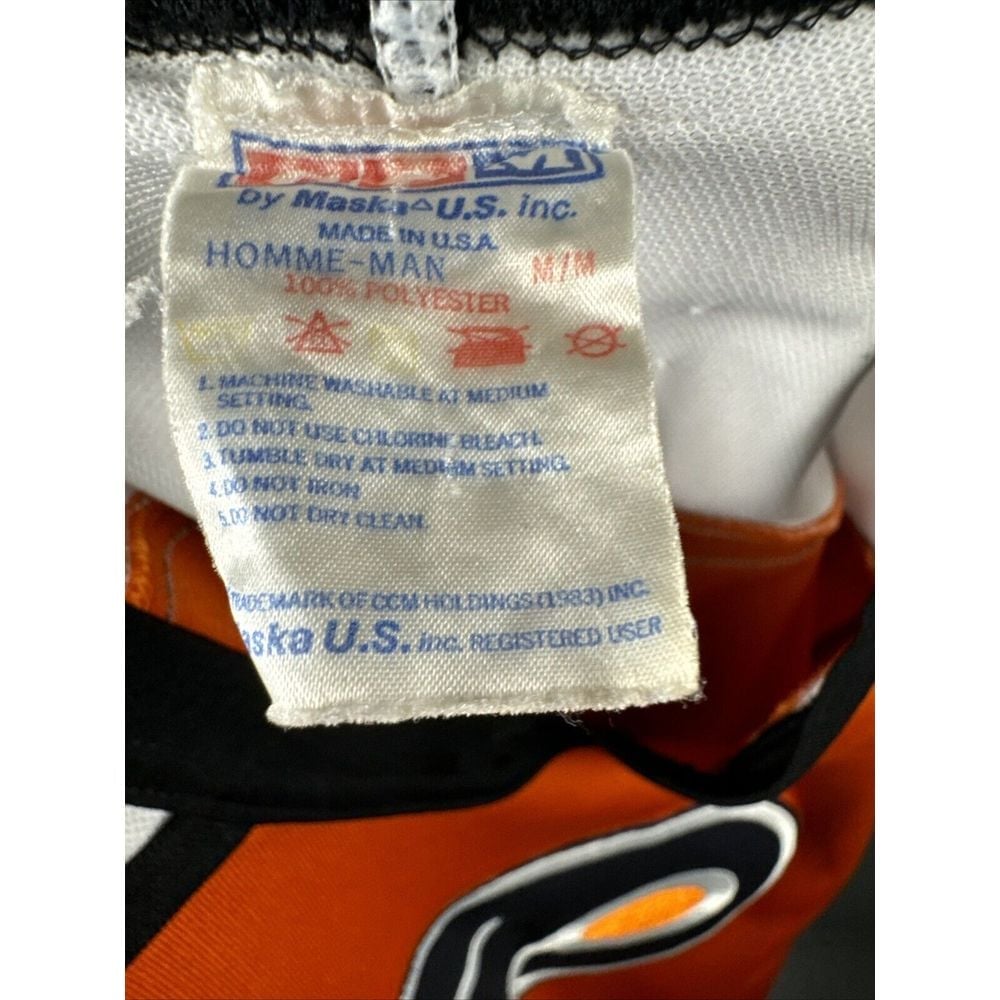 by Maska U.S. inc.
MADE IN U.S.A.
HOMME-MAN M/M
100% POLYESTER
1. MACHINE WASHABLE AT MEDIUM
SETTING.
2. DO NOT USE CHLORINE BLEACH.
3. TUMBLE DRY AT MEDIUM SETTING.
4. DO NOT IRON
5. DO NOT DRY CLEAN.
TRADEMARK OF CCM HOLDINGS (1983) INC.
aska U.S. inc. REGISTERED USER